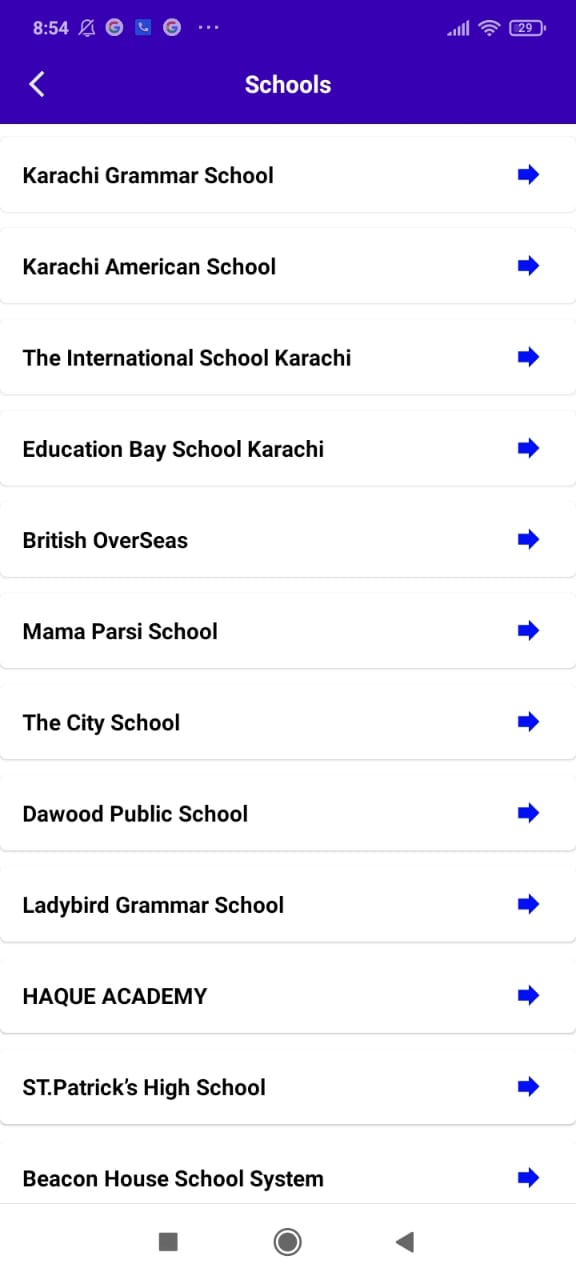 8:54
29
Schools
Karachi Grammar School
Karachi American School
The International School Karachi
Education Bay School Karachi
British OverSeas
Mama Parsi School
The City School
Dawood Public School
Ladybird Grammar School
HAQUE ACADEMY
ST.Patrick’s High School
Beacon House School System